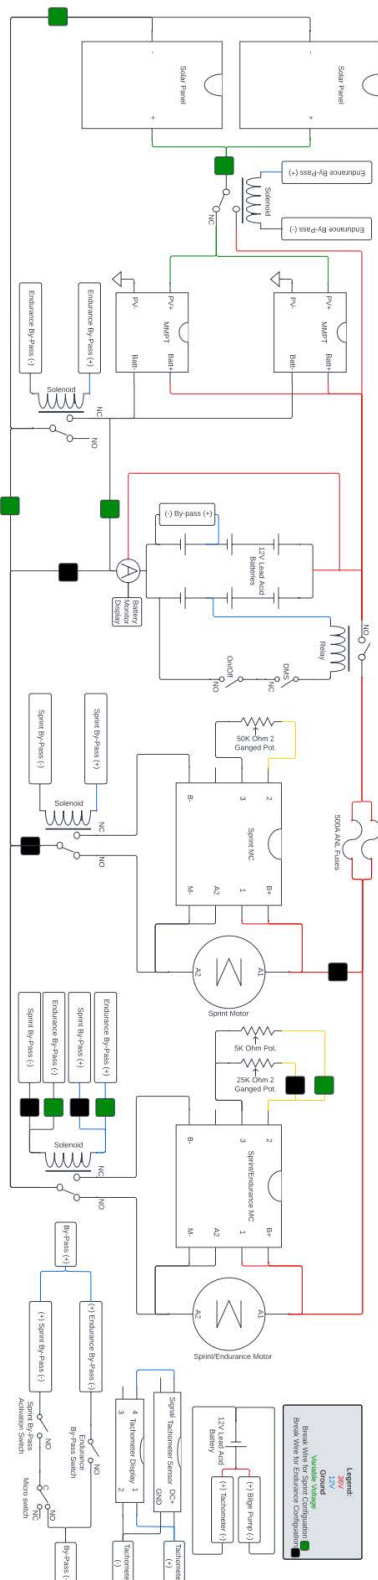 Solar Panel
-
+
Solar Panel
-
+
Endurance By-Pass (+)
Endurance By-Pass (-)
Solenoid
NC
PV-
PV+
MMPT
Batt-
Batt+
PV-
PV+
MMPT
Batt-
Batt+
Endurance By-Pass (-)
Endurance By-Pass (+)
Solenoid
NC
NO
(-) By-pass (+)
12V Lead Acid
Batteries
A
Battery
Monitor
Display
NO
Relay
On/Off
NO
DMS
NC
500A ANL Fuses
Sprint By-Pass (-)
Sprint By-Pass (+)
Solenoid
NC
NO
50K Ohm 2
Ganged Pot.
3
2
Sprint MC
B-
M-
A2
1
B+
A2
A1
M
Sprint Motor
Sprint By-Pass (-)
Endurance By-Pass (-)
Sprint By-Pass (+)
Endurance By-Pass (+)
Solenoid
NC
NO
5K Ohm Pot.
25K Ohm 2
Ganged Pot.
3
2
Sprint/Endurance MC
B-
M-
A2
1
B+
A2
A1
M
Sprint/Endurance Motor
By-Pass (+)
(+) Sprint By-Pass (-)
(+) Endurance By-Pass (-)
Sprint By-Pass
Activation Switch
NO
Endurance
By-Pass Switch
NO
Micro switch
C
NC
NO
By-Pass (-)
Signal Tachometer Sensor
DC+
GND
4 Tachometer Display 1
3
2
Tachometer
(-)
Tachometer
(+)
12V Lead Acid
Battery
(+) Tachometer (-)
(+) Bilge Pump (-)
Legend:
36V
12V
Ground
Variable Voltage
Break Wire for Sprint Configuation
Break Wire for Endurance Configuation